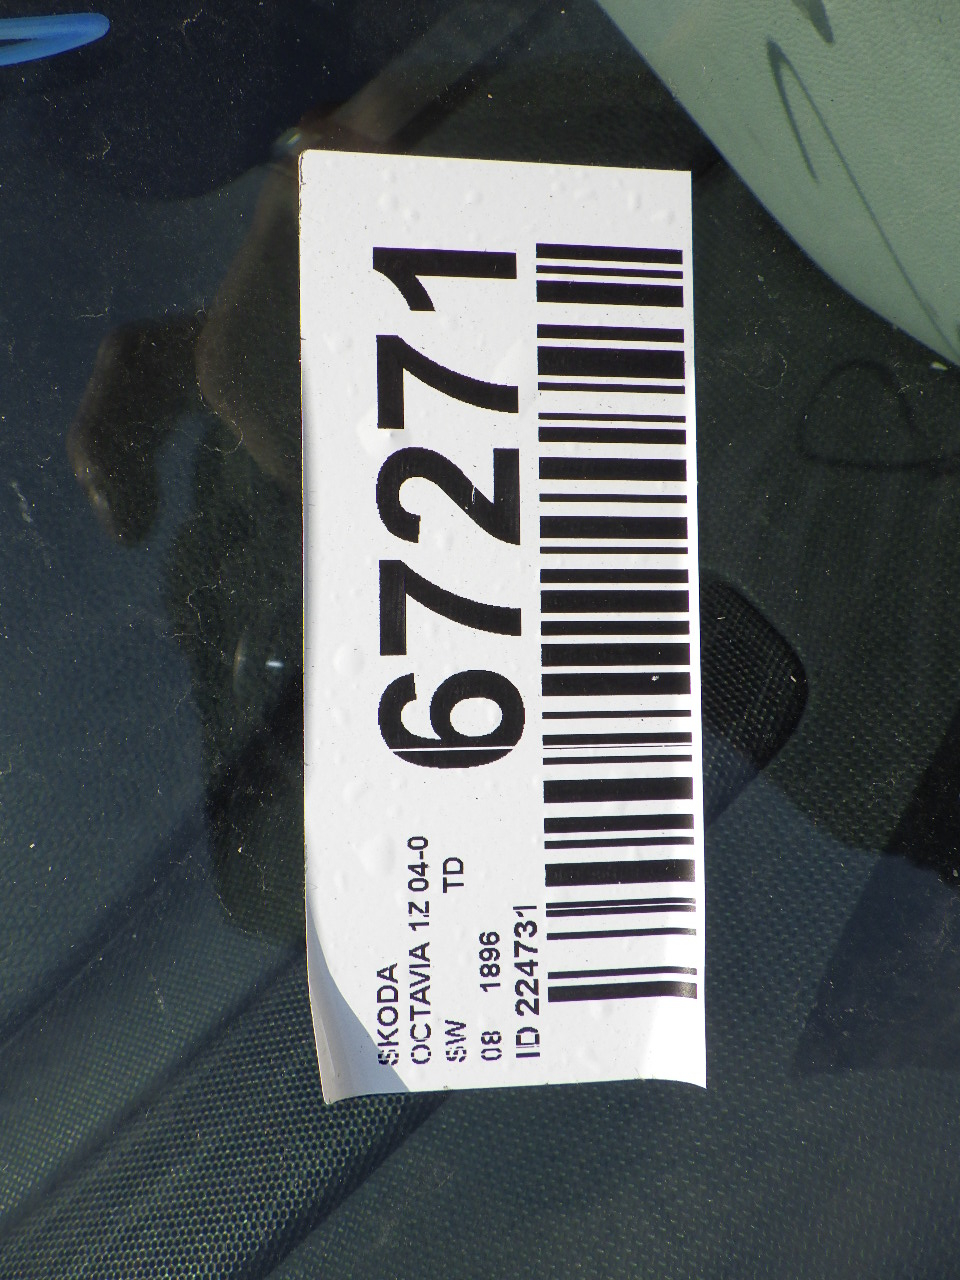 67271
SKODA
OCTAVIA 1Z 04-0
SW TD
08 1896
ID 224731